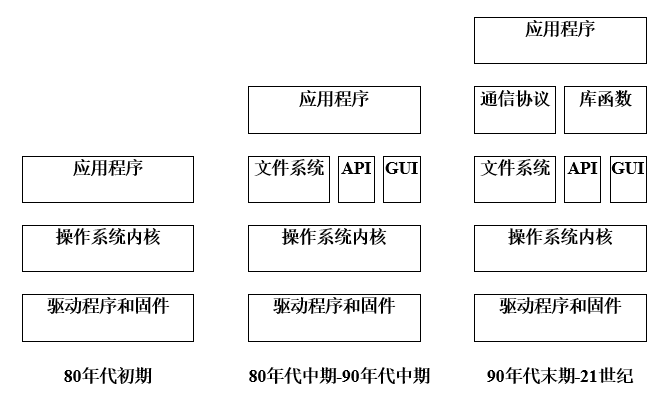 应用程序
应用程序
通信协议 库函数
应用程序 文件系统 API GUI 文件系统 API GUI
操作系统内核 操作系统内核 操作系统内核
驱动程序和固件 驱动程序和固件 驱动程序和固件
80年代初期 80年代中期-90年代中期 90年代末期-21世纪